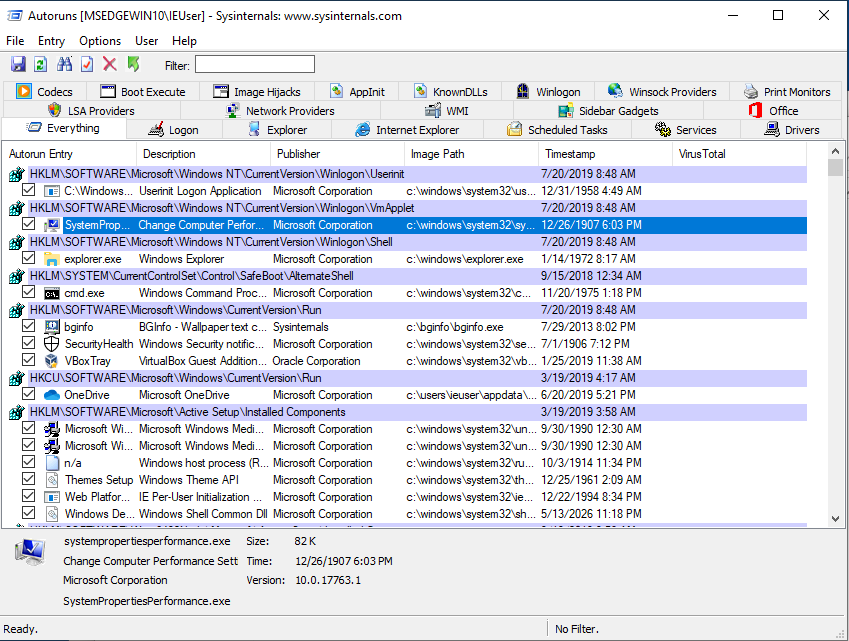 Autoruns [MSEDGEWIN10\IEUser] - Sysinternals: www.sysinternals.com
File Entry Options User Help
Filter:
Codecs Boot Execute Image Hijacks AppInit KnownDLLs Winlogon Winsock Providers Print Monitors
LSA Providers Network Providers WMI Sidebar Gadgets Office
Everything Logon Explorer Internet Explorer Scheduled Tasks Services Drivers
Autorun Entry Description Publisher Image Path Timestamp VirusTotal
HKLM\SOFTWARE\Microsoft\Windows NT\CurrentVersion\Winlogon\Userinit 7/20/2019 8:48 AM
C:\Windows... Userinit Logon Application Microsoft Corporation c:\windows\system32\us... 12/31/1958 4:49 AM
HKLM\SOFTWARE\Microsoft\Windows NT\CurrentVersion\Winlogon\VmApplet 7/20/2019 8:48 AM
SystemProp... Change Computer Perfor... Microsoft Corporation c:\windows\system32\sy... 12/26/1907 6:03 PM
HKLM\SOFTWARE\Microsoft\Windows NT\CurrentVersion\Winlogon\Shell 7/20/2019 8:48 AM
explorer.exe Windows Explorer Microsoft Corporation c:\windows\explorer.exe 1/14/1972 8:17 AM
HKLM\SYSTEM\CurrentControlSet\Control\SafeBoot\AlternateShell 9/15/2018 12:34 AM
cmd.exe Windows Command Proc... Microsoft Corporation c:\windows\system32\c... 11/20/1975 1:18 PM
HKLM\SOFTWARE\Microsoft\Windows\CurrentVersion\Run 7/20/2019 8:48 AM
bginfo BGInfo - Wallpaper text c... Sysinternals c:\bginfo\bginfo.exe 7/29/2013 8:02 PM
SecurityHealth Windows Security notific... Microsoft Corporation c:\windows\system32\se... 7/1/1906 7:12 PM
VBoxTray VirtualBox Guest Addition... Oracle Corporation c:\windows\system32\vb... 1/25/2019 11:38 AM
HKCU\SOFTWARE\Microsoft\Windows\CurrentVersion\Run 3/19/2019 4:17 AM
OneDrive Microsoft OneDrive Microsoft Corporation c:\users\ieuser\appdata\... 6/20/2019 5:21 PM
HKLM\SOFTWARE\Microsoft\Active Setup\Installed Components 3/19/2019 3:58 AM
Microsoft Wi... Microsoft Windows Medi... Microsoft Corporation c:\windows\system32\un... 9/30/1990 12:30 AM
Microsoft Wi... Microsoft Windows Medi... Microsoft Corporation c:\windows\system32\un... 9/30/1990 12:30 AM
n/a Windows host process (R... Microsoft Corporation c:\windows\system32\ru... 10/3/1914 11:34 PM
Themes Setup Windows Theme API Microsoft Corporation c:\windows\system32\th... 12/25/1961 2:09 AM
Web Platfor... IE Per-User Initialization ... Microsoft Corporation c:\windows\system32\ie... 12/22/1994 8:34 PM
Windows De... Windows Shell Common Dll Microsoft Corporation c:\windows\system32\sh... 5/13/2026 11:18 PM
systempropertiesperformance.exe Size: 82 K
Change Computer Performance Sett Time: 12/26/1907 6:03 PM
Microsoft Corporation Version: 10.0.17763.1
SystemPropertiesPerformance.exe
Ready. No Filter.